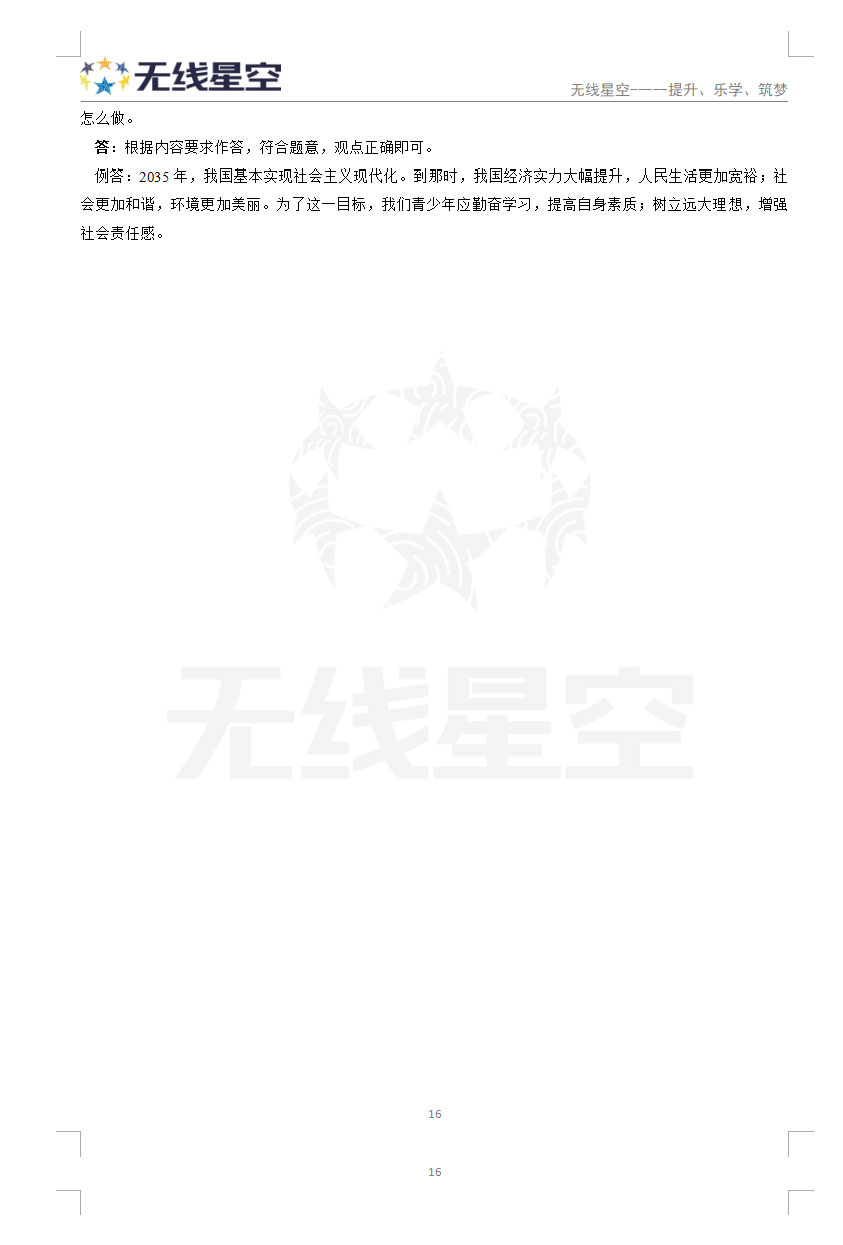 无线星空
无线星空-一一提升、乐学、筑梦
怎么做。
答：根据内容要求作答，符合题意，观点正确即可。
例答：2035 年，我国基本实现社会主义现代化。到那时，我国经济实力大幅提升，人民生活更加宽裕；社
会更加和谐，环境更加美丽。为了这一目标，我们青少年应勤奋学习，提高自身素质；树立远大理想，增强
社会责任感。
无线星空
16
16